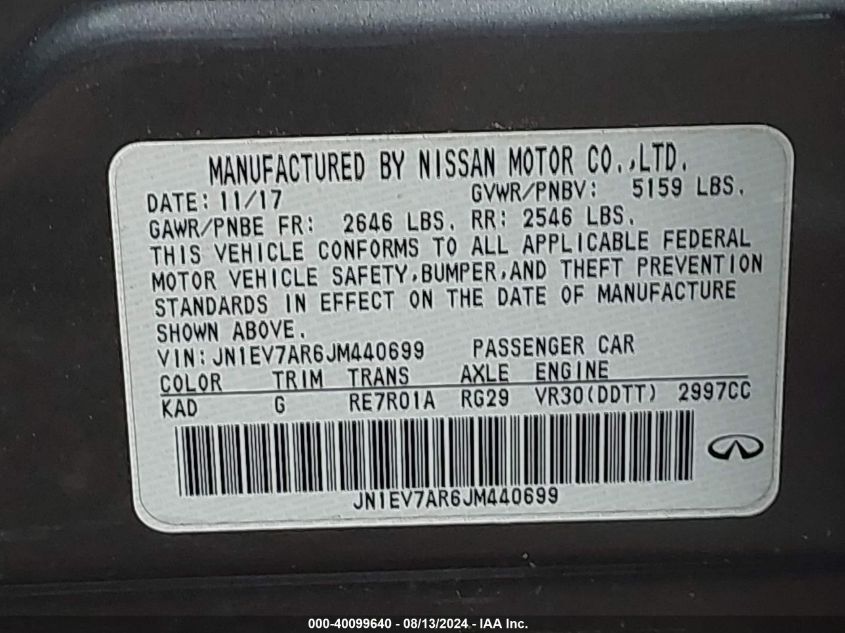 MANUFACTURED BY NISSAN MOTOR CO.,LTD.
DATE: 11/17 GVWR/PNBV: 5159 LBS.
GAWR/PNBE FR: 2646 LBS. RR: 2546 LBS.
THIS VEHICLE CONFORMS TO ALL APPLICABLE FEDERAL
MOTOR VEHICLE SAFETY,BUMPER,AND THEFT PREVENTION
STANDARDS IN EFFECT ON THE DATE OF MANUFACTURE
SHOWN ABOVE.
VIN:JN1EV7AR6JM440699 PASSENGER CAR
COLOR TRIM TRANS AXLE ENGINE
KAD G RE7R01A RG29 VR30(DDTT) 2997CC
JN1EV7AR6JM440699
000-40099640 - 08/13/2024 - IAA Inc.